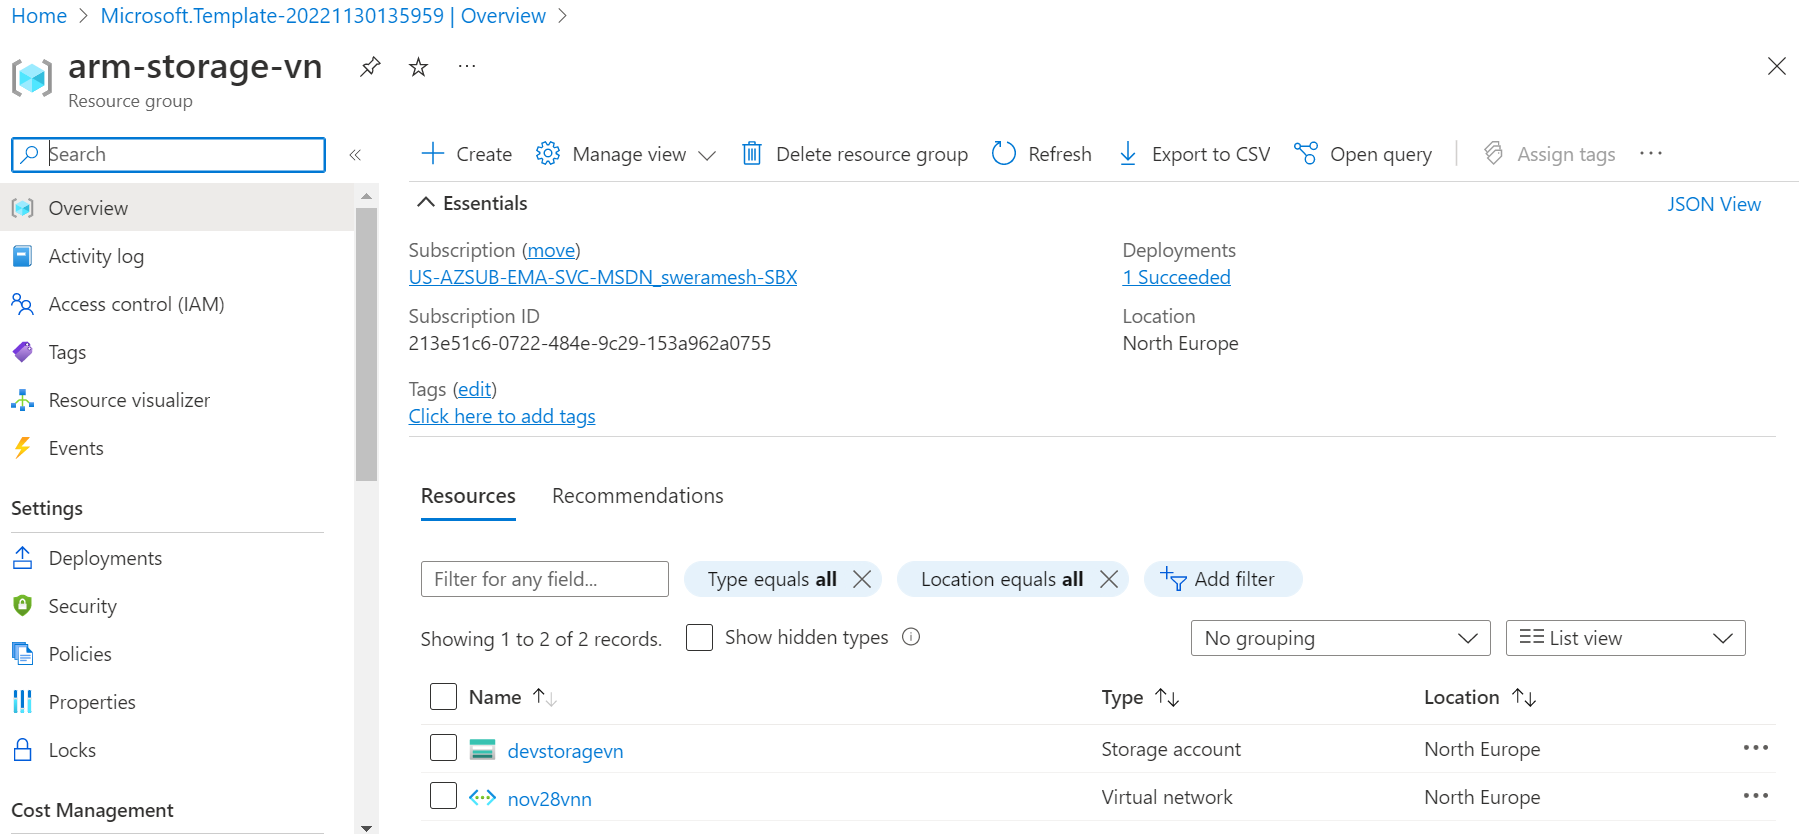 Home > Microsoft.Template-20221130135959 | Overview >
arm-storage-vn
Resource group
Search
Create
Manage view
Delete resource group
Refresh
Export to CSV
Open query
Assign tags
Overview
Activity log
Access control (IAM)
Tags
Resource visualizer
Events
Settings
Deployments
Security
Policies
Properties
Locks
Cost Management
Essentials
JSON View
Subscription (move)
US-AZSUB-EMA-SVC-MSDN_sweramesh-SBX
Subscription ID
213e51c6-0722-484e-9c29-153a962a0755
Deployments
1 Succeeded
Location
North Europe
Tags (edit)
Click here to add tags
Resources
Recommendations
Filter for any field...
Type equals all
Location equals all
Add filter
Showing 1 to 2 of 2 records.
Show hidden types
No grouping
List view
Name Type Location
devstoragevn Storage account North Europe
nov28vnn Virtual network North Europe